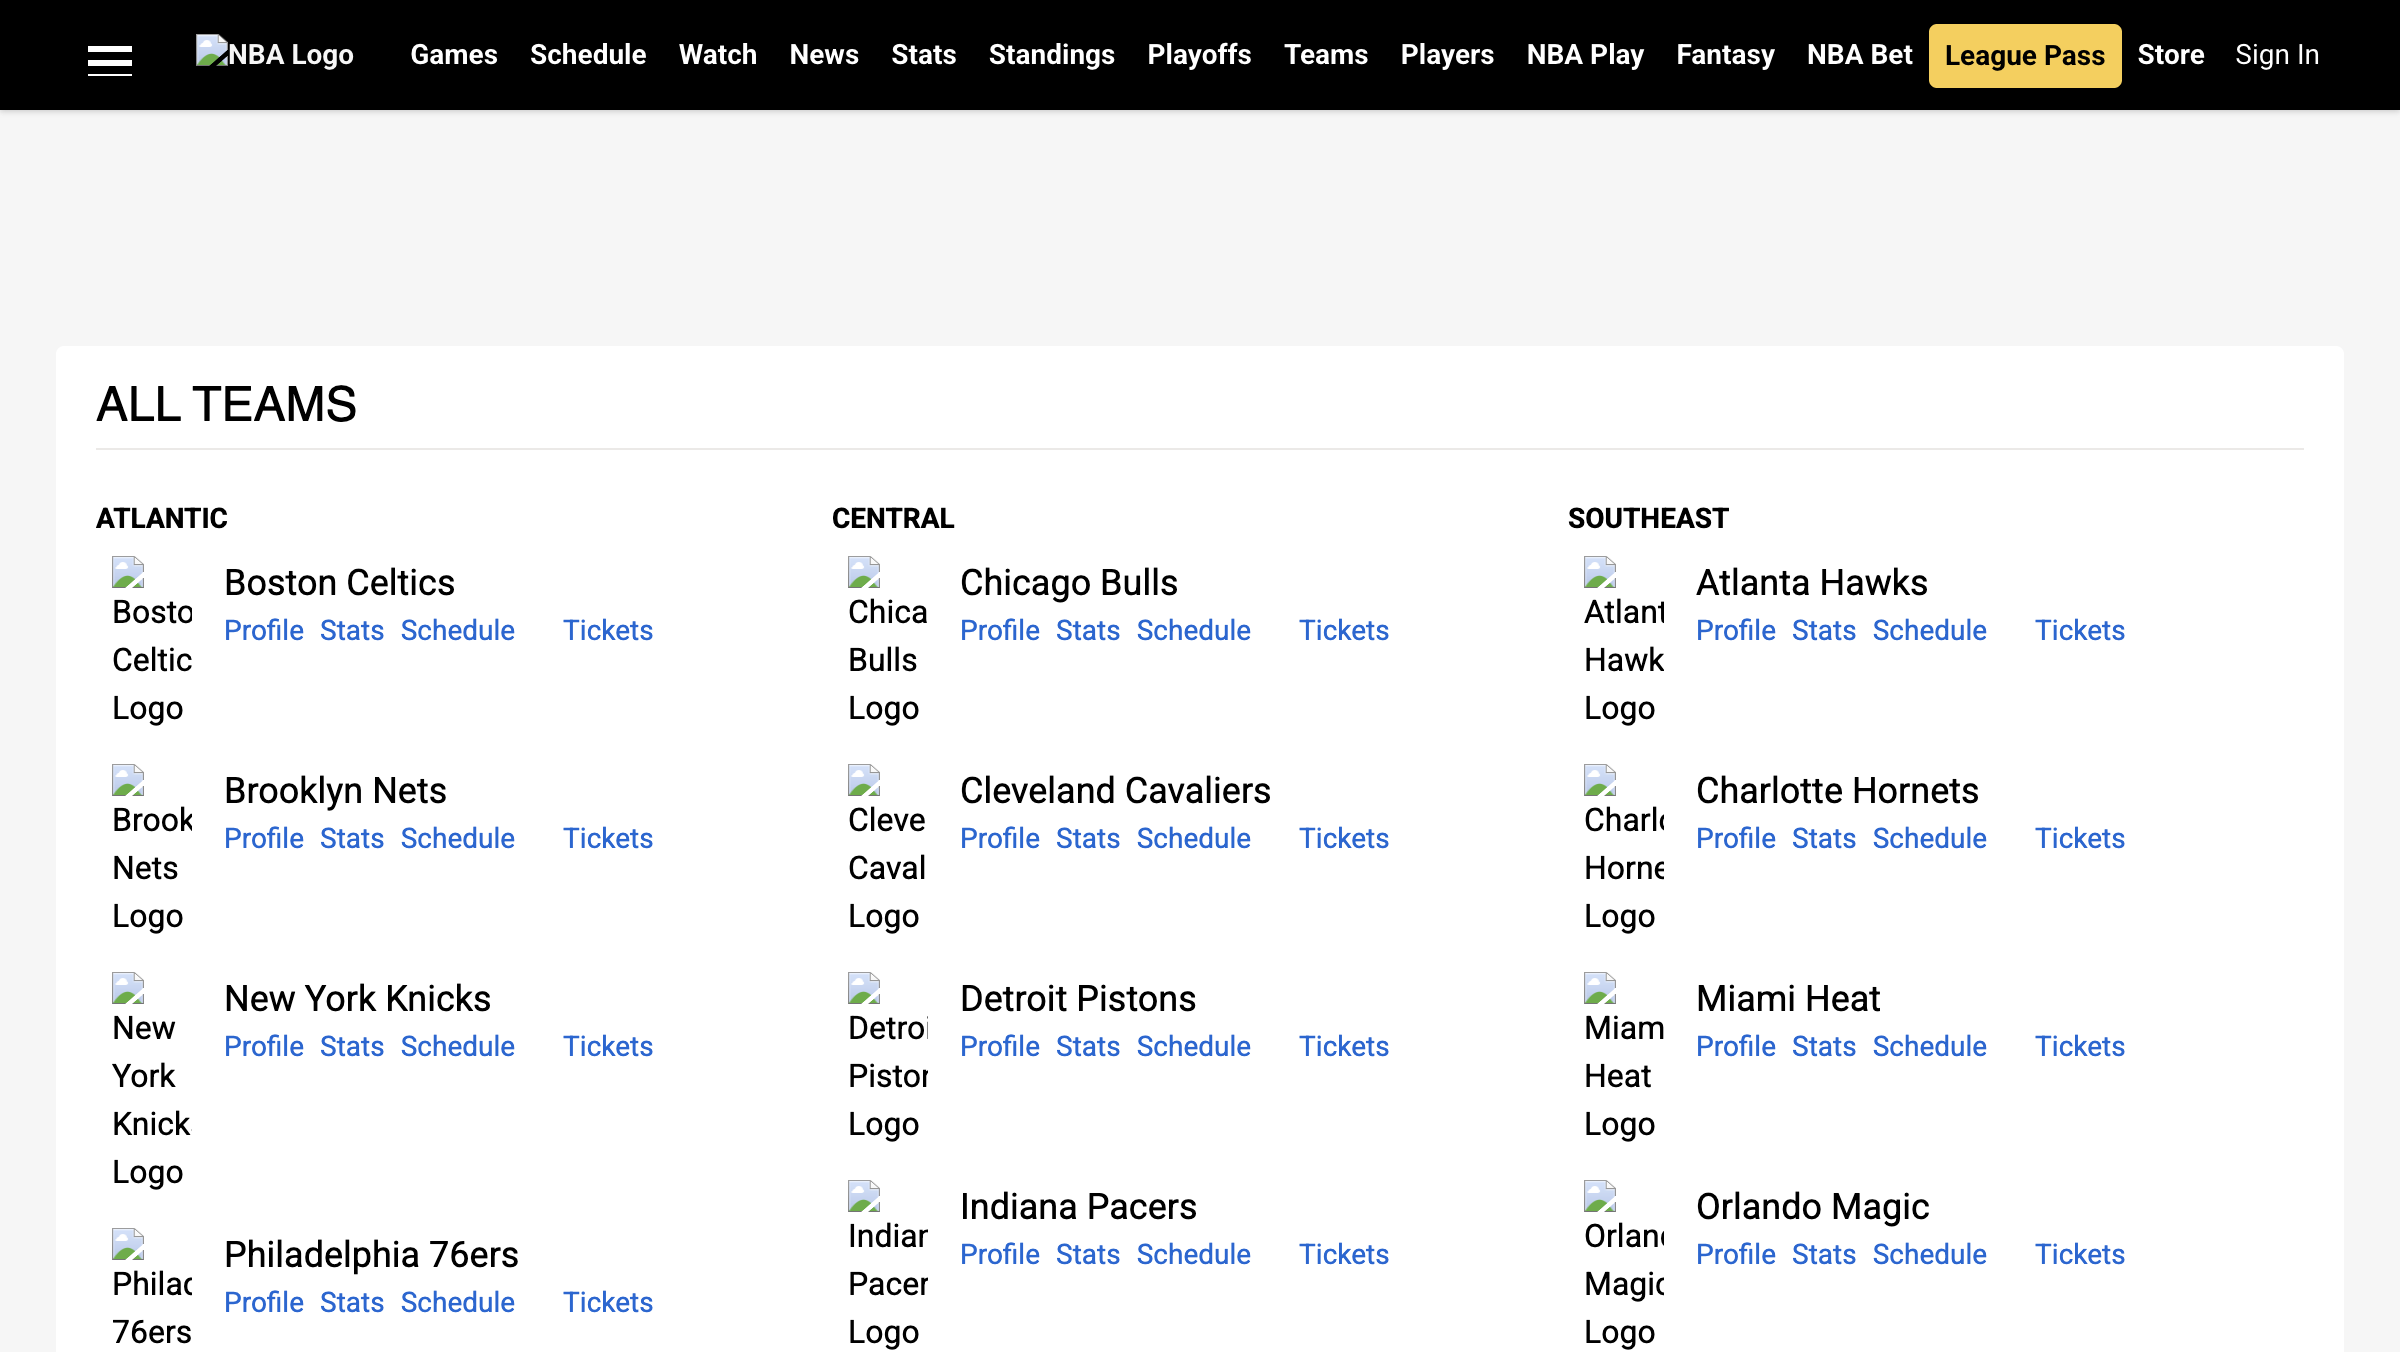 NBA Logo Games Schedule Watch News Stats Standings Playoffs Teams Players NBA Play Fantasy NBA Bet League Pass Store Sign In
ALL TEAMS
ATLANTIC
Boston Celtics
Profile Stats Schedule Tickets
Bosto
Celtic
Logo
Brooklyn Nets
Profile Stats Schedule Tickets
Brook
Nets
Logo
New York Knicks
Profile Stats Schedule Tickets
New
York
Knick
Logo
Philadelphia 76ers
Profile Stats Schedule Tickets
Philad
76ers
CENTRAL
Chicago Bulls
Profile Stats Schedule Tickets
Chica
Bulls
Logo
Cleveland Cavaliers
Profile Stats Schedule Tickets
Cleve
Caval
Logo
Detroit Pistons
Profile Stats Schedule Tickets
Detroi
Piston
Logo
Indiana Pacers
Profile Stats Schedule Tickets
Indian
Pacer
Logo
SOUTHEAST
Atlanta Hawks
Profile Stats Schedule Tickets
Atlant
Hawk
Logo
Charlotte Hornets
Profile Stats Schedule Tickets
Charlo
Horne
Logo
Miami Heat
Profile Stats Schedule Tickets
Miam
Heat
Logo
Orlando Magic
Profile Stats Schedule Tickets
Orland
Magic
Logo